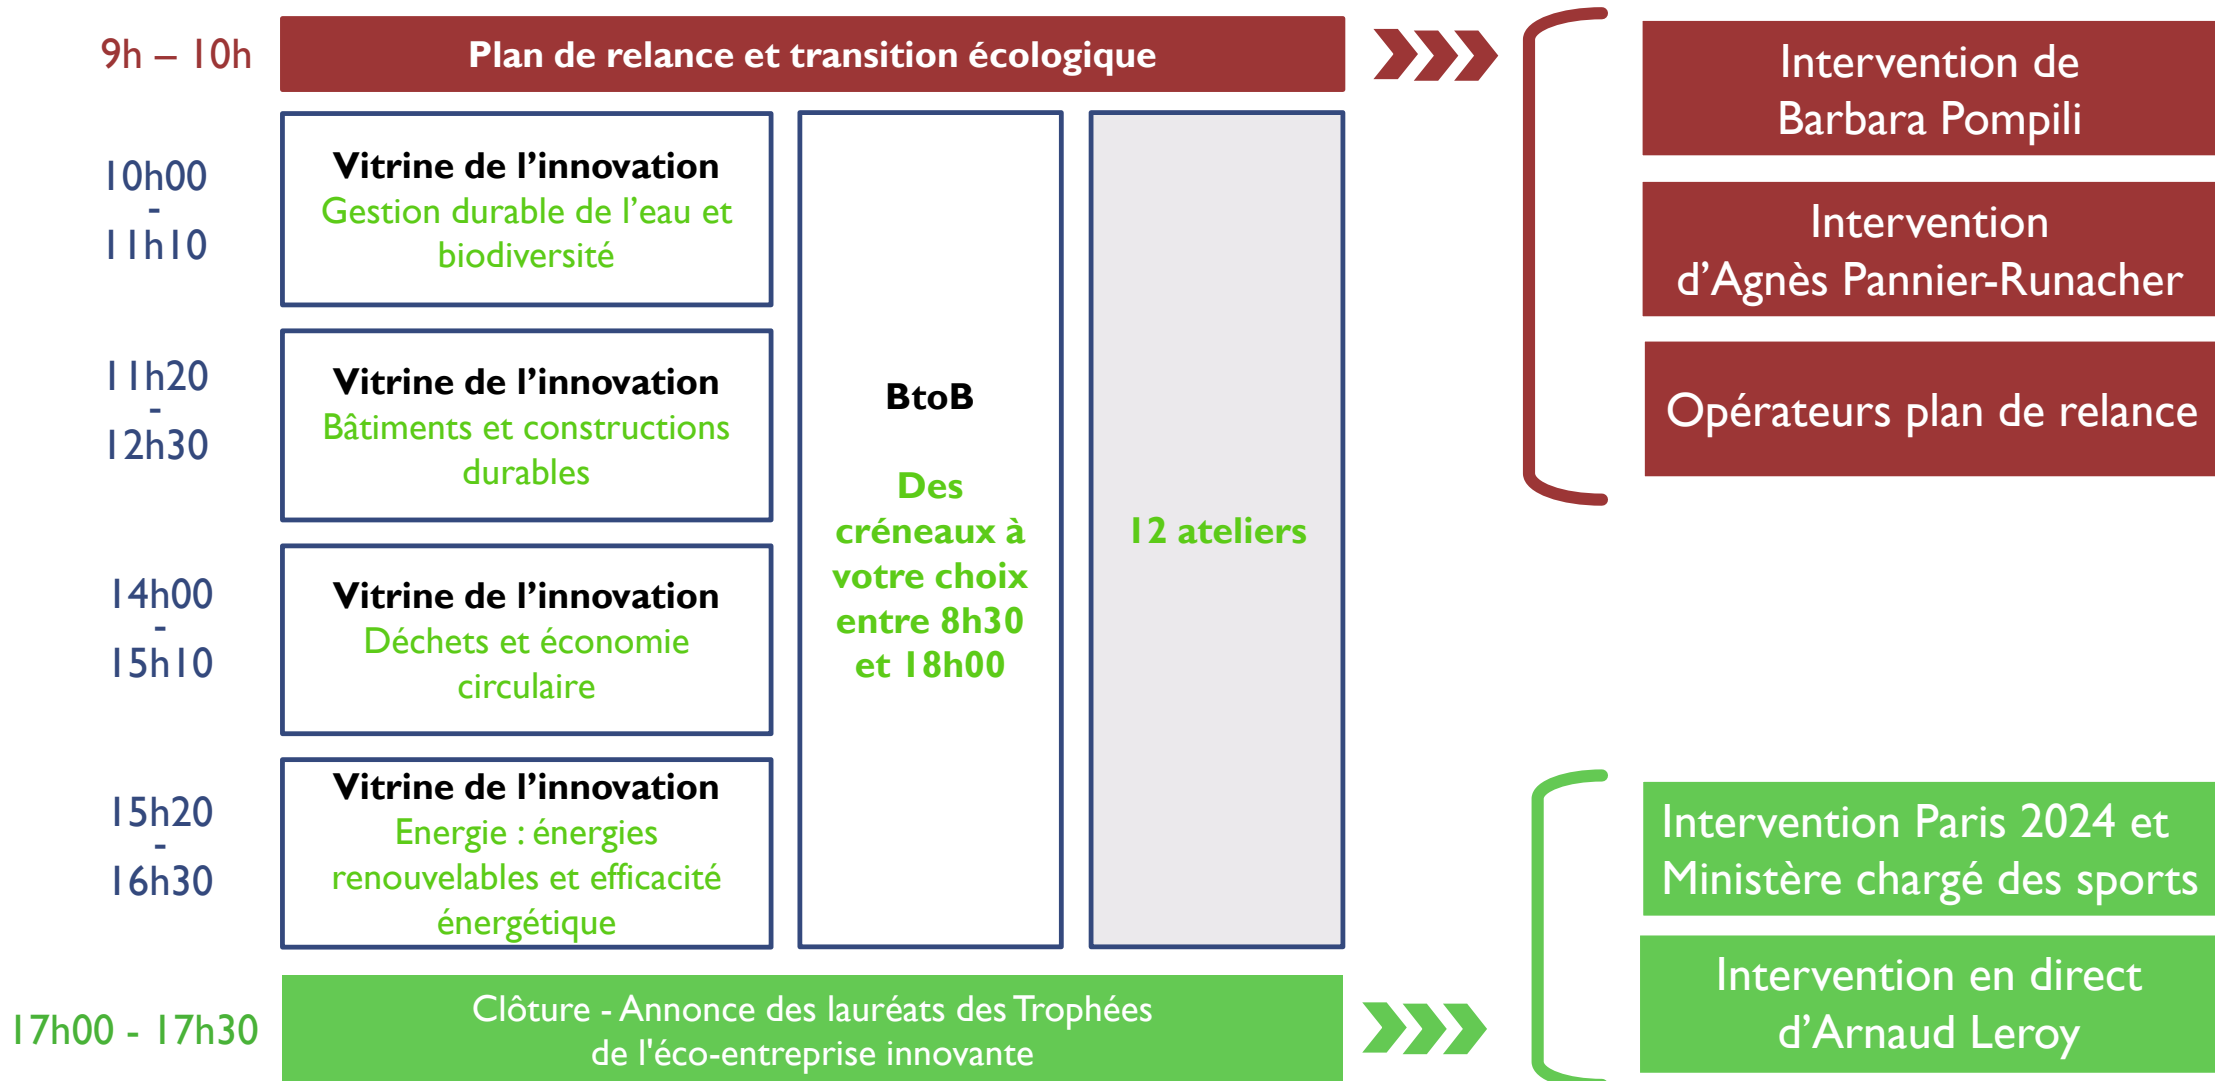 9h – 10h
Plan de relance et transition écologique
Intervention de
Barbara Pompili
Intervention
d’Agnès Pannier-Runacher
Opérateurs plan de relance
10h00
-
11h10
Vitrine de l’innovation
Gestion durable de l’eau et
biodiversité
11h20
-
12h30
Vitrine de l’innovation
Bâtiments et constructions
durables
14h00
-
15h10
Vitrine de l’innovation
Déchets et économie
circulaire
15h20
-
16h30
Vitrine de l’innovation
Energie : énergies
renouvelables et efficacité
énergétique
BtoB
Des
créneaux à
votre choix
entre 8h30
et 18h00
12 ateliers
17h00 - 17h30
Clôture - Annonce des lauréats des Trophées
de l'éco-entreprise innovante
Intervention Paris 2024 et
Ministère chargé des sports
Intervention en direct
d’Arnaud Leroy